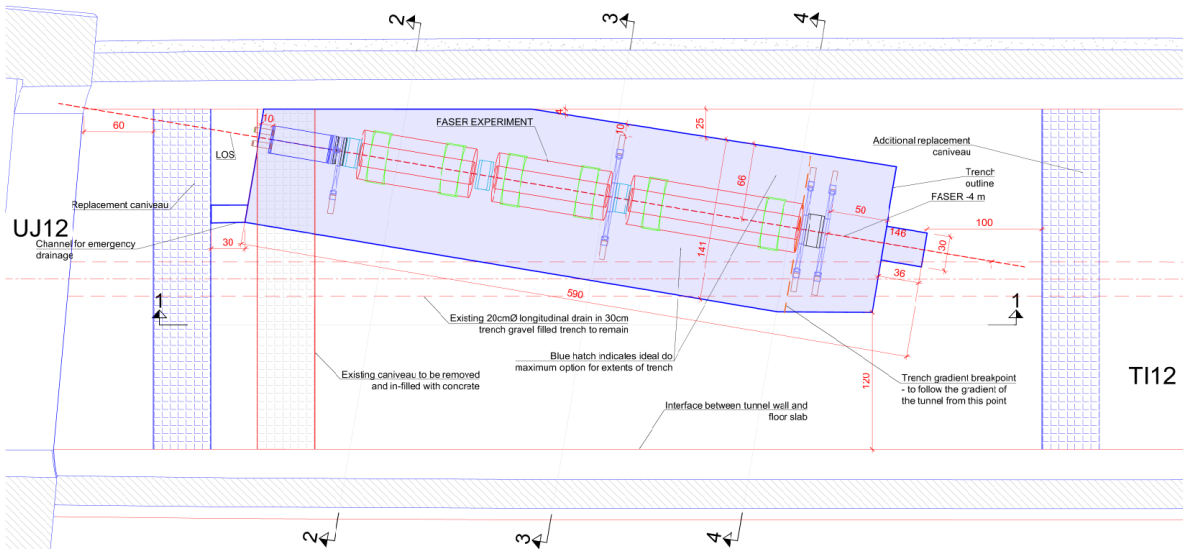 2
3
4
10
FASER EXPERIMENT
4
10
25
60
LOS
66
Adcitional replacement
caniveau
Trench
outline
FASER -4 m
50
100
Replacement caniveau
UJ12
Channel for emergency
drainage
30
146
30
36
141
590
1
1
Existing 20cmØ longitudinal drain in 30cm
trench gravel filled trench to remain
Blue hatch indicates ideal do
maximum option for extents of trench
Existing caniveau to be removed
and in-filled with concrete
Trench gradient breakpoint
- to follow the gradient of
the tunnel from this point
TI12
120
Interface between tunnel wall and
floor slab
2
3
4